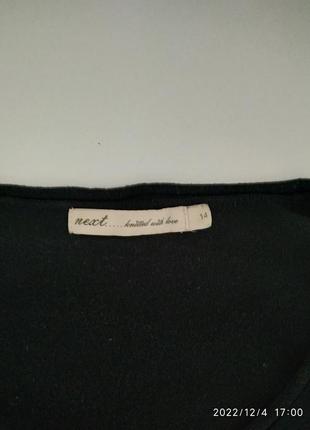 next.....knitted with love
14
2022/12/4 17:00